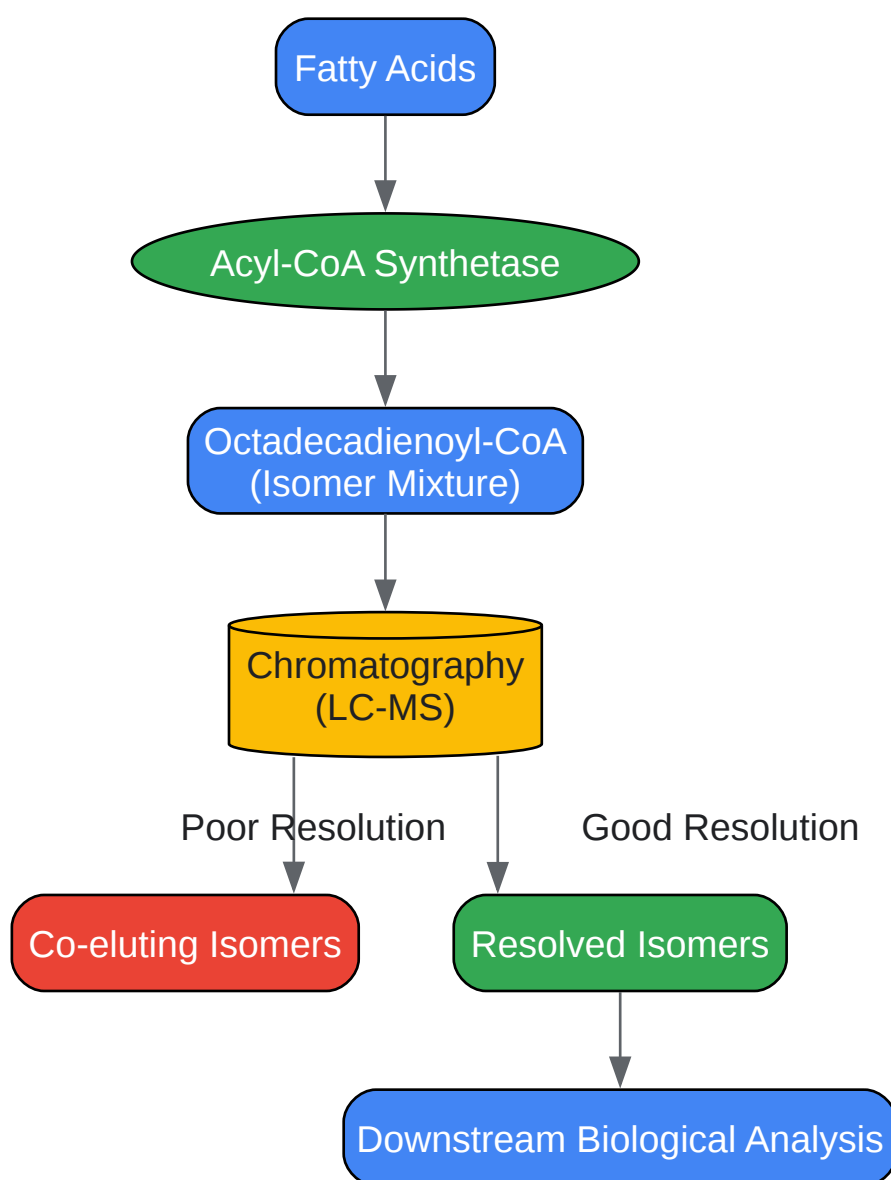 Fatty Acids
Acyl-CoA Synthetase
Octadecadienoyl-CoA
(Isomer Mixture)
Chromatography
(LC-MS)
Poor Resolution
Good Resolution
Co-eluting Isomers
Resolved Isomers
Downstream Biological Analysis